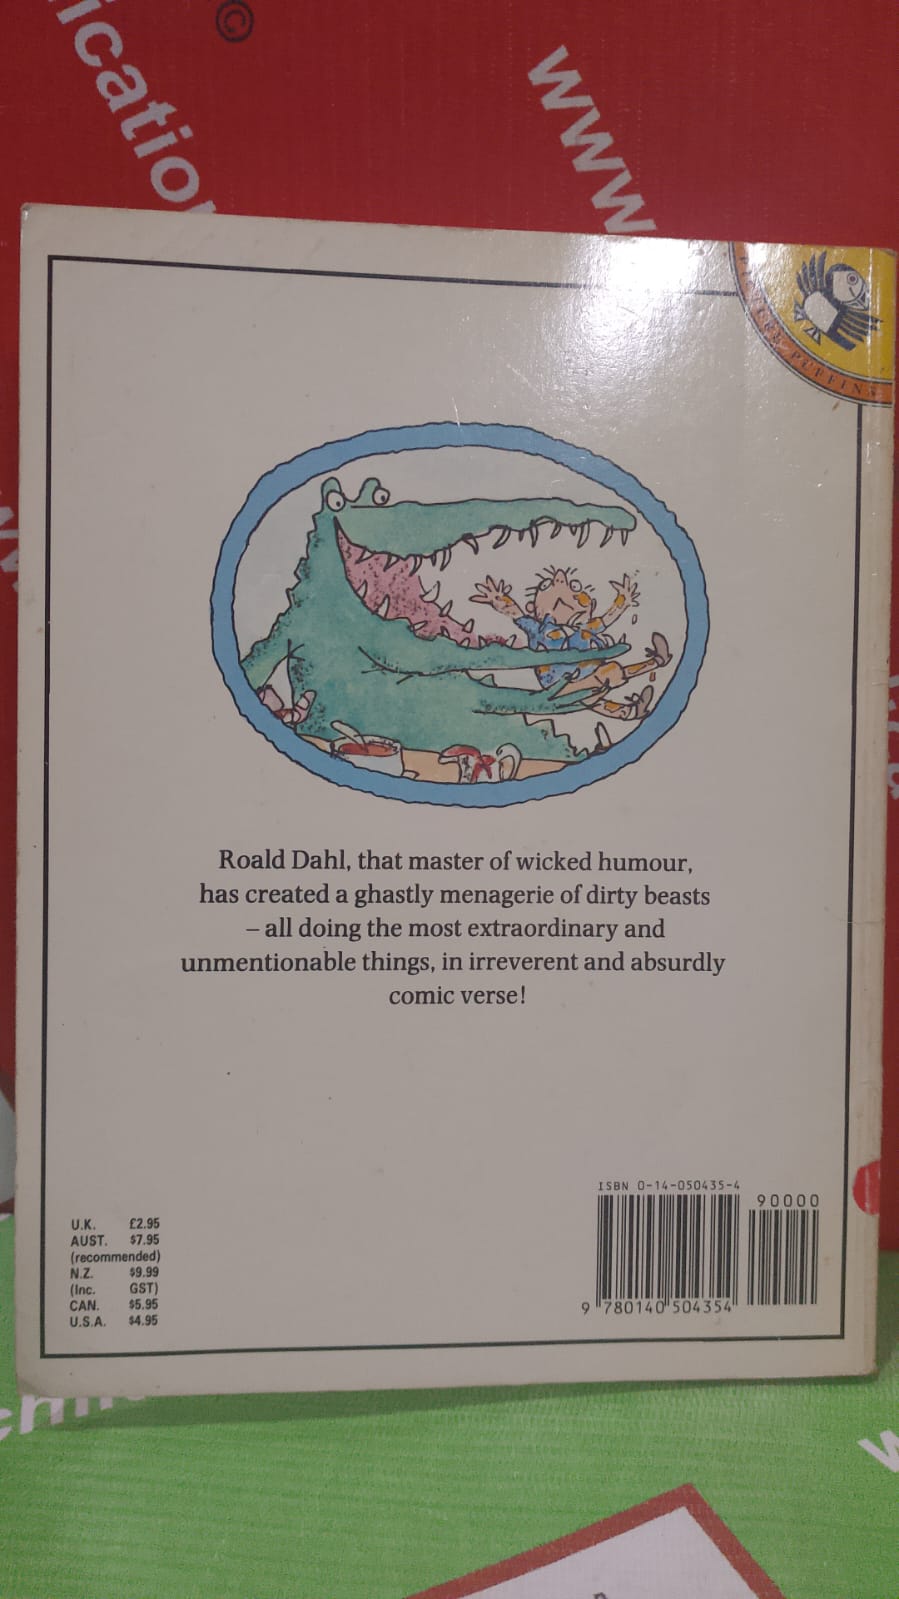 ication
©
www
PUFFINS
Roald Dahl, that master of wicked humour,
has created a ghastly menagerie of dirty beasts
– all doing the most extraordinary and
unmentionable things, in irreverent and absurdly
comic verse!
U.K. £2.95
AUST. $7.95
(recommended)
N.Z. $9.99
(Inc. GST)
CAN. $5.95
U.S.A. $4.95
ISBN 0-14-050435-4
90000
9 780140 504354